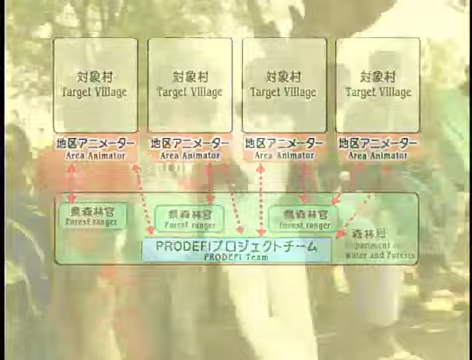 対象村
Target Village
対象村
Target Village
対象村
Target Village
対象村
Target Village
地区アニメーター
Area Animator
地区アニメーター
Area Animator
地区アニメーター
Area Animator
地区アニメーター
Area Animator
県森林官
Forest ranger
県森林官
Forest ranger
県森林官
Forest ranger
森林局
Department
Water and Forests
PRODEFIプロジェクトチーム
PRODEFI Team